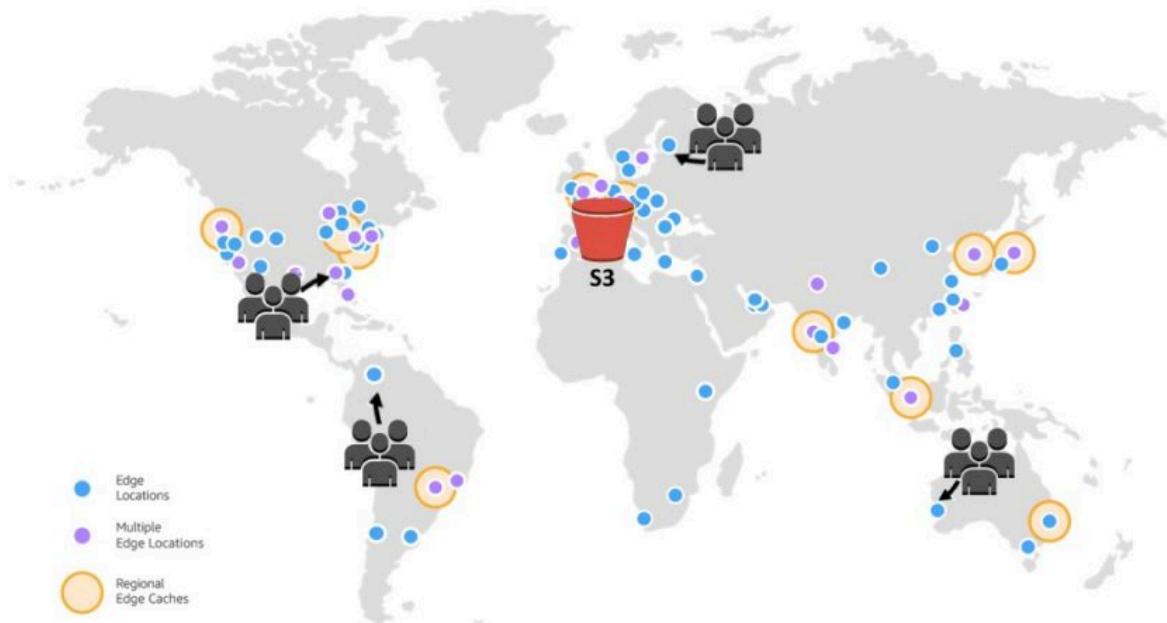 S3
Edge
Locations
Multiple
Edge Locations
Regional
Edge Caches